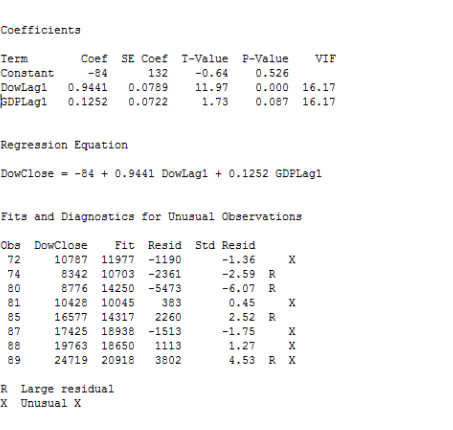 Coefficients
Term Coef SE Coef T-Value P-Value VIF
Constant -84 132 -0.64 0.526
DowLag1 0.9441 0.0789 11.97 0.000 16.17
GDPLag1 0.1252 0.0722 1.73 0.087 16.17
Regression Equation
DowClose = -84 + 0.9441 DowLag1 + 0.1252 GDPLag1
Fits and Diagnostics for Unusual Observations
Obs DowClose Fit Resid Std Resid
72 10787 11977 -1190 -1.36 X
74 8342 10703 -2361 -2.59 R
80 8776 14250 -5473 -6.07 R
81 10428 10045 383 0.45 X
85 16577 14317 2260 2.52 R
87 17425 18938 -1513 -1.75 X
88 19763 18650 1113 1.27 X
89 24719 20918 3802 4.53 R X
R Large residual
X Unusual X